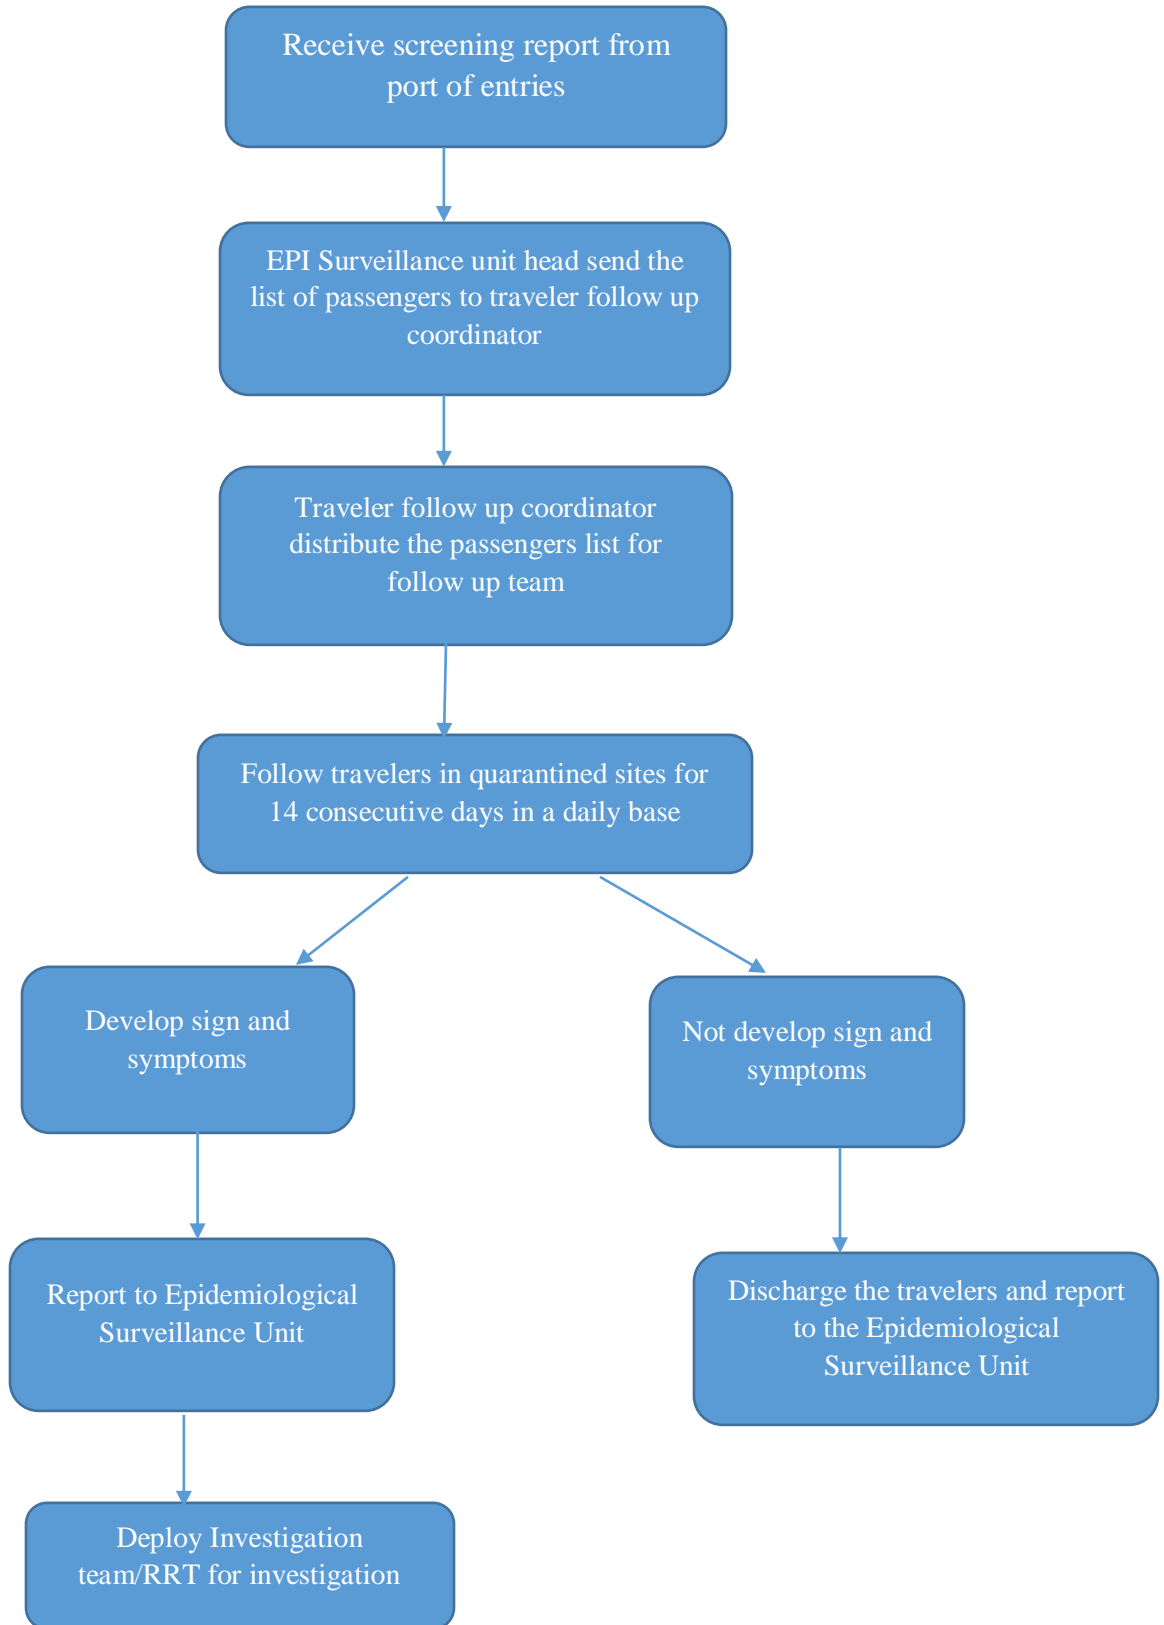 Receive screening report from
port of entries
EPI Surveillance unit head send the
list of passengers to traveler follow up
coordinator
Traveler follow up coordinator
distribute the passengers list for
follow up team
Follow travelers in quarantined sites for
14 consecutive days in a daily base
Develop sign and
symptoms
Not develop sign and
symptoms
Report to Epidemiological
Surveillance Unit
Discharge the travelers and report
to the Epidemiological
Surveillance Unit
Deploy Investigation
team/RRT for investigation